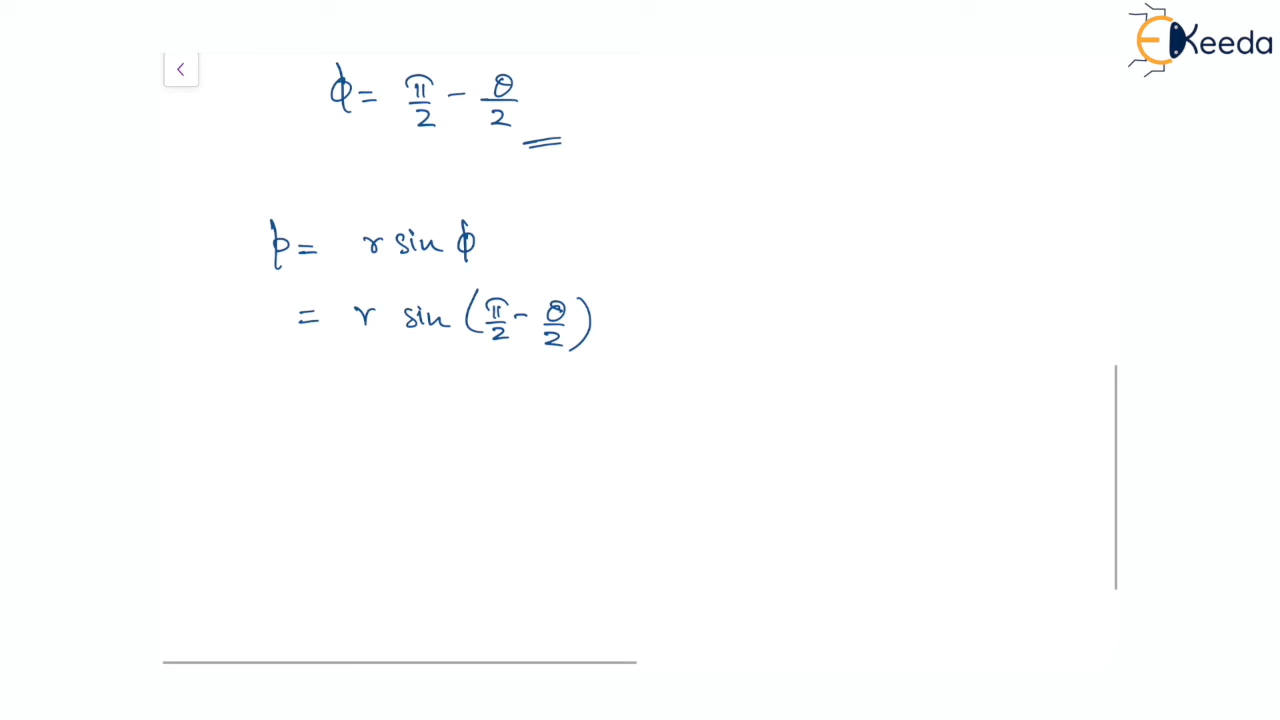 EKeeda
ϕ = π/2 - θ/2
p = r sin ϕ
= r sin (π/2 - θ/2)